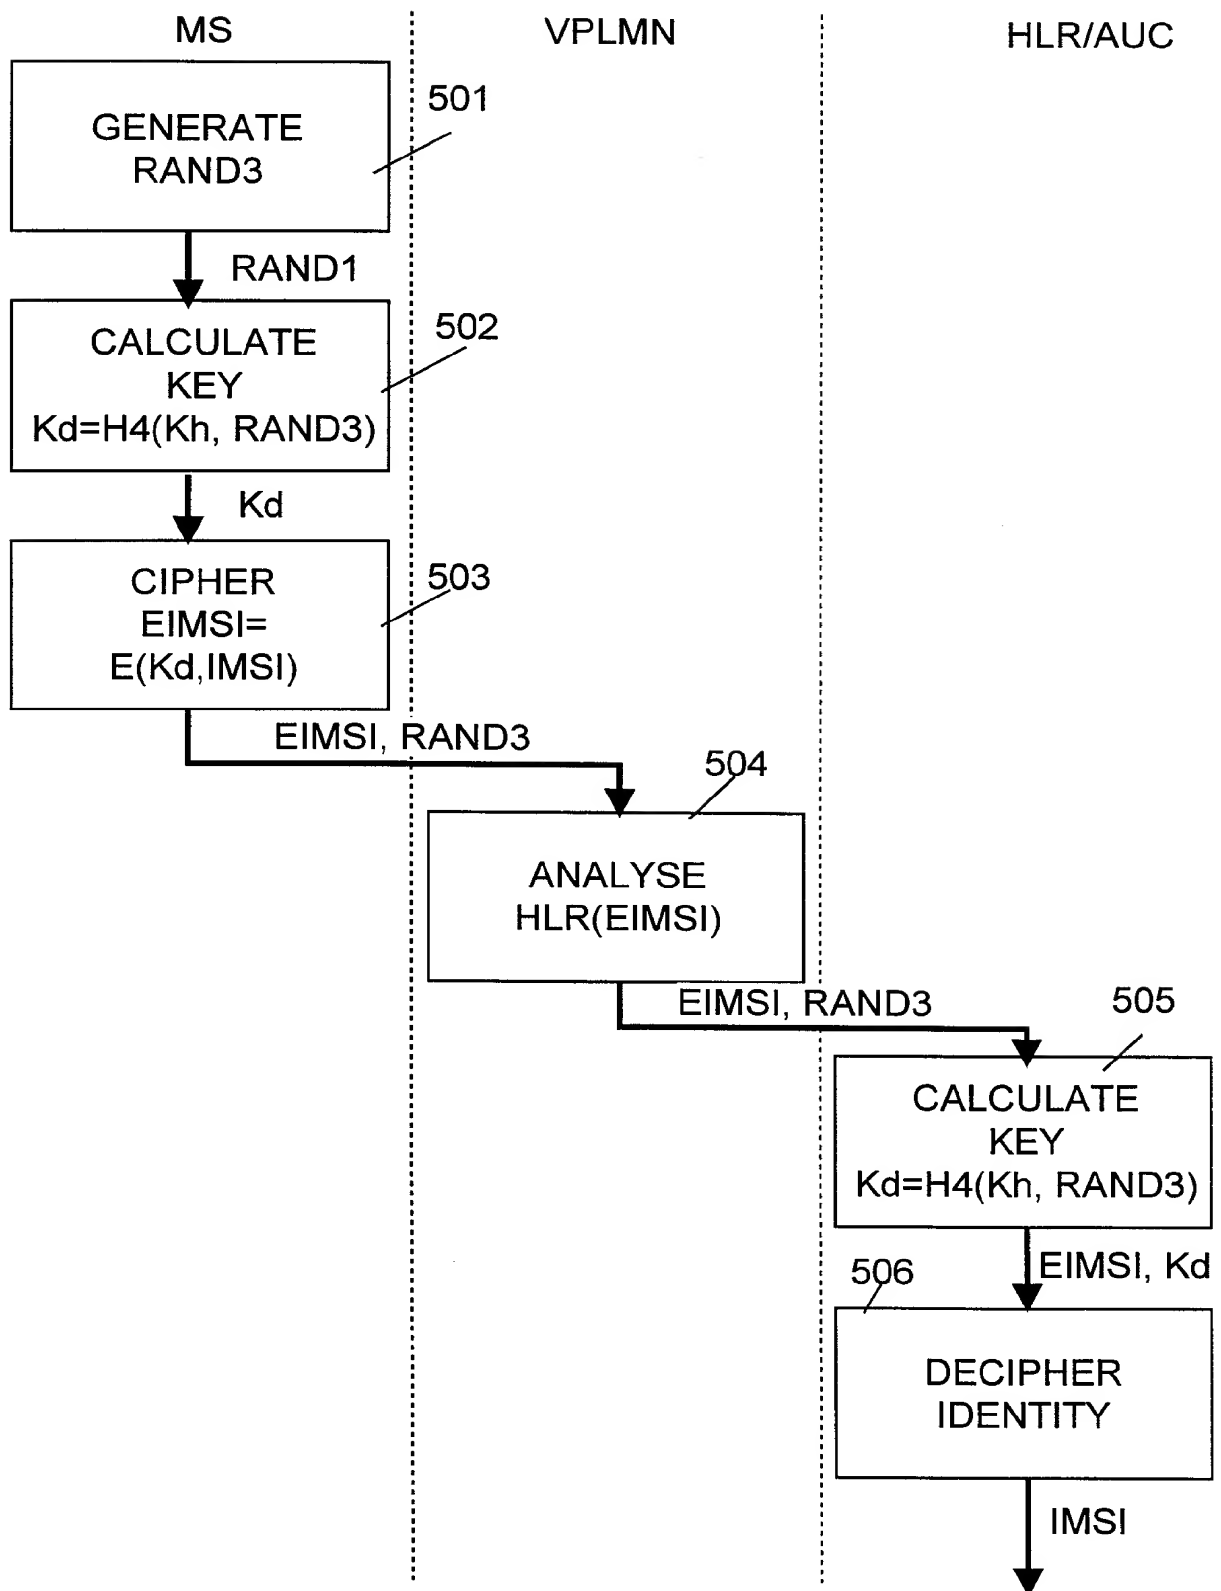 MS
VPLMN
HLR/AUC
501
GENERATE
RAND3
RAND1
502
CALCULATE
KEY
Kd=H4(Kh, RAND3)
Kd
503
CIPHER
EIMSI=
E(Kd,IMSI)
EIMSI, RAND3
504
ANALYSE
HLR(EIMSI)
EIMSI, RAND3
505
CALCULATE
KEY
Kd=H4(Kh, RAND3)
EIMSI, Kd
506
DECIPHER
IDENTITY
IMSI